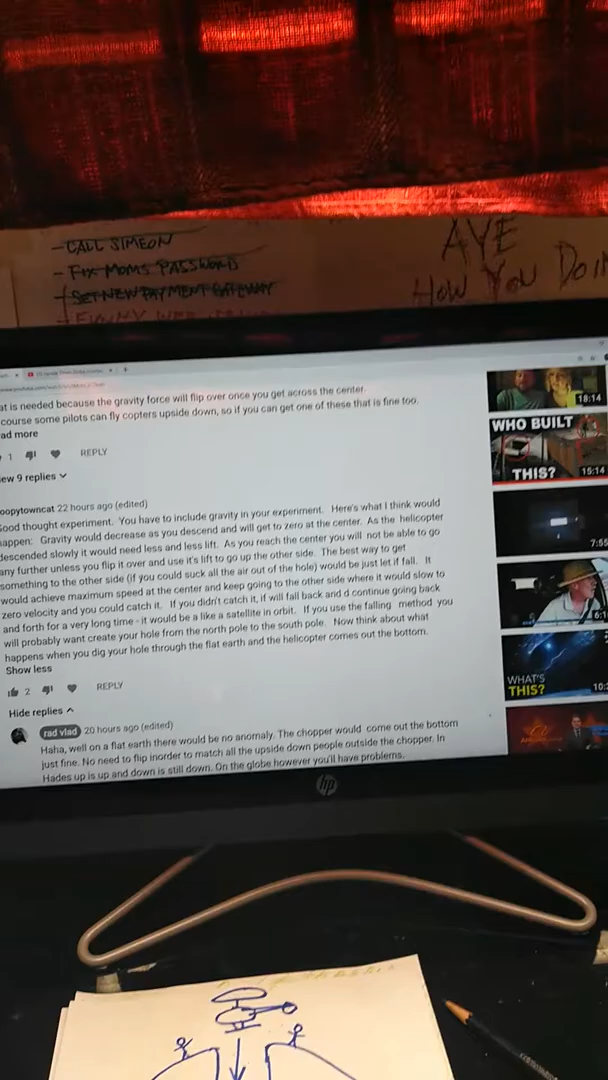 - CALL SIMEON
- FIX MOMS PASSWORD
- SET NEW PAYMENT GATEWAY
AYE
HOW YOU DOIN
at is needed because the gravity force will flip over once you get across the center.
course some pilots can fly copters upside down, so if you can get one of these that is fine too.
ad more
1 REPLY
iew 9 replies
oopytowncat 22 hours ago (edited)
Good thought experiment. You have to include gravity in your experiment. Here's what I think would
happen: Gravity would decrease as you descend and will get to zero at the center. As the helicopter
descended slowly it would need less and less lift. As you reach the center you will not be able to go
any further unless you flip it over and use it's lift to go up the other side. The best way to get
something to the other side (if you could suck all the air out of the hole) would be just let if fall. It
would achieve maximum speed at the center and keep going to the other side where it would slow to
zero velocity and you could catch it. If you didn't catch it, if will fall back and d continue going back
and forth for a very long time - it would be a like a satellite in orbit. If you use the falling method you
will probably want create your hole from the north pole to the south pole. Now think about what
happens when you dig your hole through the flat earth and the helicopter comes out the bottom.
Show less
2 REPLY
Hide replies
rad vlad 20 hours ago (edited)
Haha, well on a flat earth there would be no anomaly. The chopper would come out the bottom
just fine. No need to flip inorder to match all the upside down people outside the chopper. In
Hades up is up and down is still down. On the globe however you'll have problems.
18:14
WHO BUILT
THIS?
15:14
WHAT'S
THIS?
hp